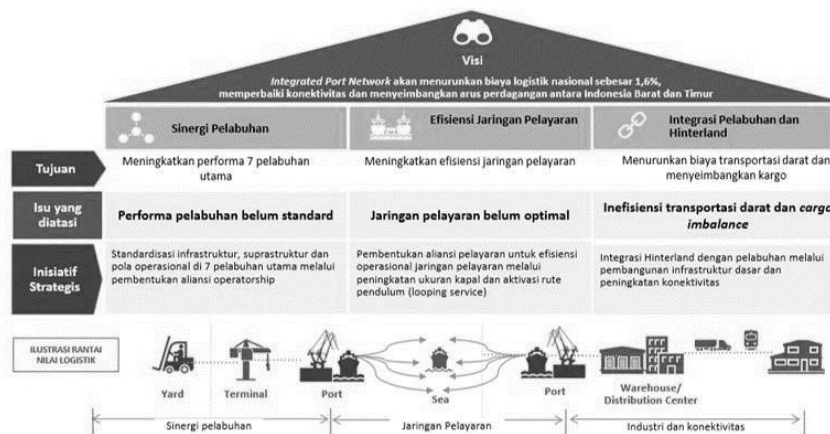 Visi
Integrated Port Network akan menurunkan biaya logistik nasional sebesar 1,6%,
memperbaiki konektivitas dan menyeimbangkan arus perdagangan antara Indonesia Barat dan Timur
Sinergi Pelabuhan
Efisiensi Jaringan Pelayaran
Integrasi Pelabuhan dan
Hinterland
Tujuan
Meningkatkan performa 7 pelabuhan
utama
Meningkatkan efisiensi jaringan pelayaran
Menurunkan biaya transportasi darat dan
menyeimbangkan kargo
Isu yang
diatasi
Performa pelabuhan belum standard
Jaringan pelayaran belum optimal
Inefisiensi transportasi darat dan cargo
imbalance
Inisiatif
Strategis
Standardisasi infrastruktur, suprastruktur dan
pola operasional di 7 pelabuhan utama melalui
pembentukan aliansi operatorship
Pembentukan aliansi pelayaran untuk efisiensi
operasional jaringan pelayaran melalui
peningkatan ukuran kapal dan aktivasi rute
pendulum (looping service)
Integrasi Hinterland dengan pelabuhan melalui
pembangunan infrastruktur dasar dan
peningkatan konektivitas
ILUSTRASI RANTAI
NILAI LOGISTIK
Yard
Terminal
Port
Sea
Port
Warehouse/
Distribution Center
Sinergi pelabuhan
Jaringan Pelayaran
Industri dan konektivitas